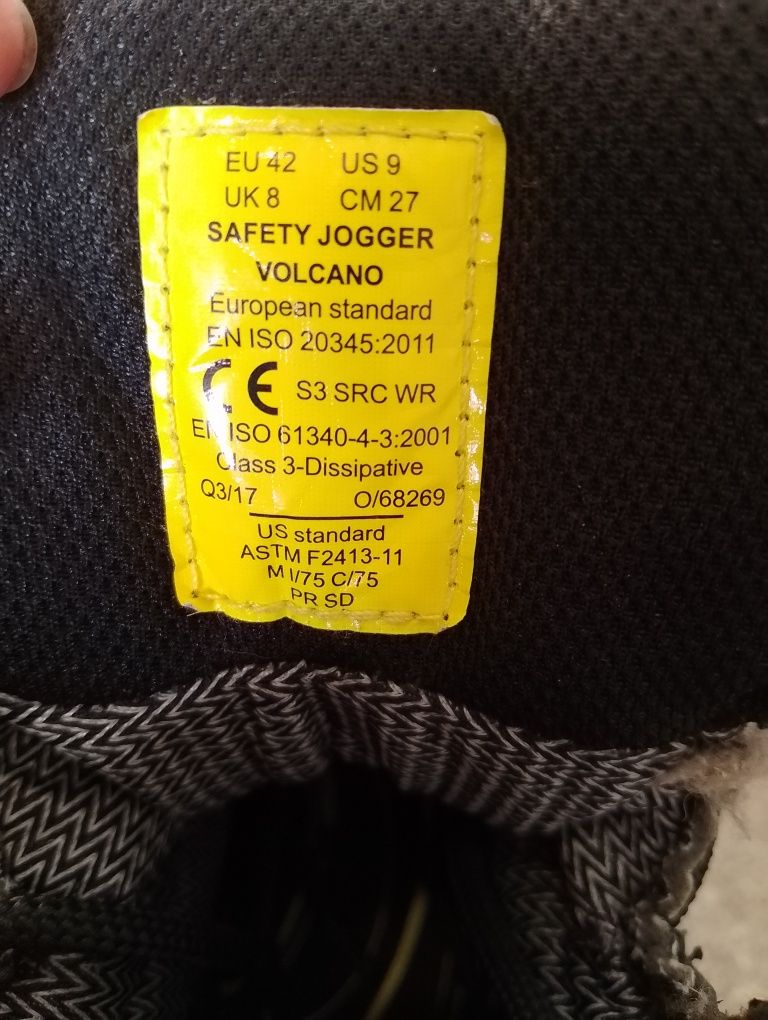 EU 42 US 9
UK 8 CM 27
SAFETY JOGGER
VOLCANO
European standard
EN ISO 20345:2011
CE S3 SRC WR
EN ISO 61340-4-3:2001
Class 3-Dissipative
Q3/17 O/68269
US standard
ASTM F2413-11
M I/75 C/75
PR SD